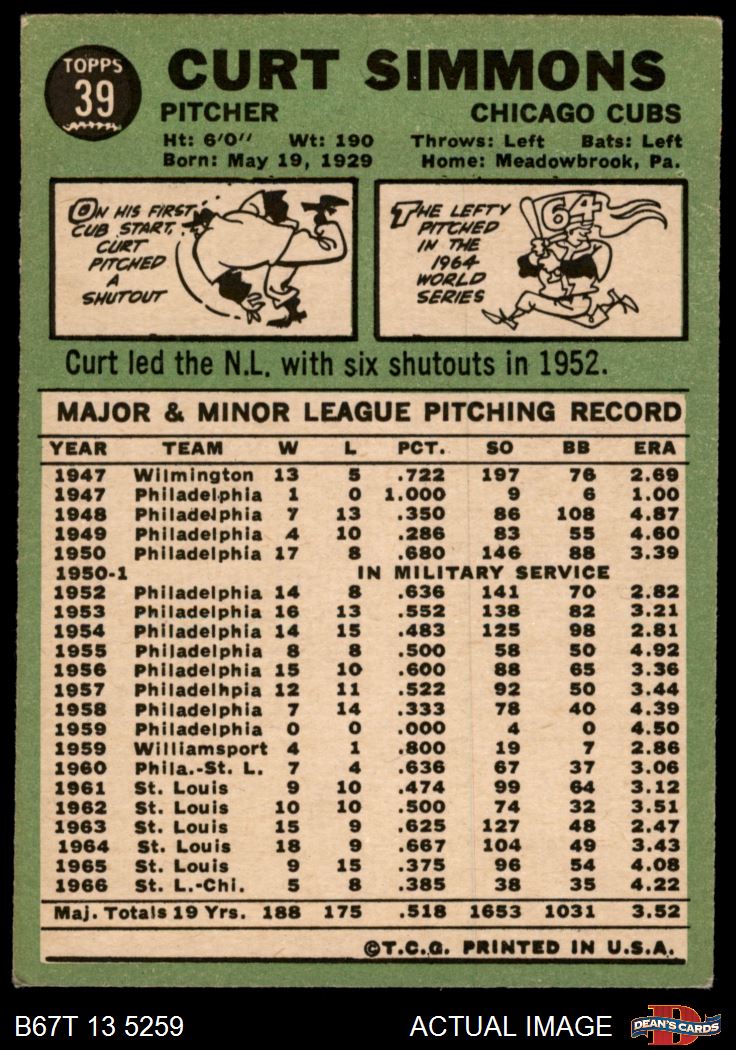 TOPPS
39
CURT SIMMONS
PITCHER CHICAGO CUBS
Ht: 6'0" Wt: 190 Throws: Left Bats: Left
Born: May 19, 1929 Home: Meadowbrook, Pa.
ON HIS FIRST
CUB START,
CURT
PITCHED
A
SHUTOUT
THE LEFTY
PITCHED
IN THE
1964
WORLD
SERIES
64
Curt led the N.L. with six shutouts in 1952.
MAJOR & MINOR LEAGUE PITCHING RECORD
YEAR TEAM W L PCT. SO BB ERA
1947 Wilmington 13 5 .722 197 76 2.69
1947 Philadelphia 1 0 1.000 9 6 1.00
1948 Philadelphia 7 13 .350 86 108 4.87
1949 Philadelphia 4 10 .286 83 55 4.60
1950 Philadelphia 17 8 .680 146 88 3.39
1950-1 IN MILITARY SERVICE
1952 Philadelphia 14 8 .636 141 70 2.82
1953 Philadelphia 16 13 .552 138 82 3.21
1954 Philadelphia 14 15 .483 125 98 2.81
1955 Philadelphia 8 8 .500 58 50 4.92
1956 Philadelphia 15 10 .600 88 65 3.36
1957 Philadelhpia 12 11 .522 92 50 3.44
1958 Philadelphia 7 14 .333 78 40 4.39
1959 Philadelphia 0 0 .000 4 0 4.50
1959 Williamsport 4 1 .800 19 7 2.86
1960 Phila.-St. L. 7 4 .636 67 37 3.06
1961 St. Louis 9 10 .474 99 64 3.12
1962 St. Louis 10 10 .500 74 32 3.51
1963 St. Louis 15 9 .625 127 48 2.47
1964 St. Louis 18 9 .667 104 49 3.43
1965 St. Louis 9 15 .375 96 54 4.08
1966 St. L.-Chi. 5 8 .385 38 35 4.22
Maj. Totals 19 Yrs. 188 175 .518 1653 1031 3.52
©T.C.G. PRINTED IN U.S.A.
B67T 13 5259 ACTUAL IMAGE
D
DEAN'S CARDS